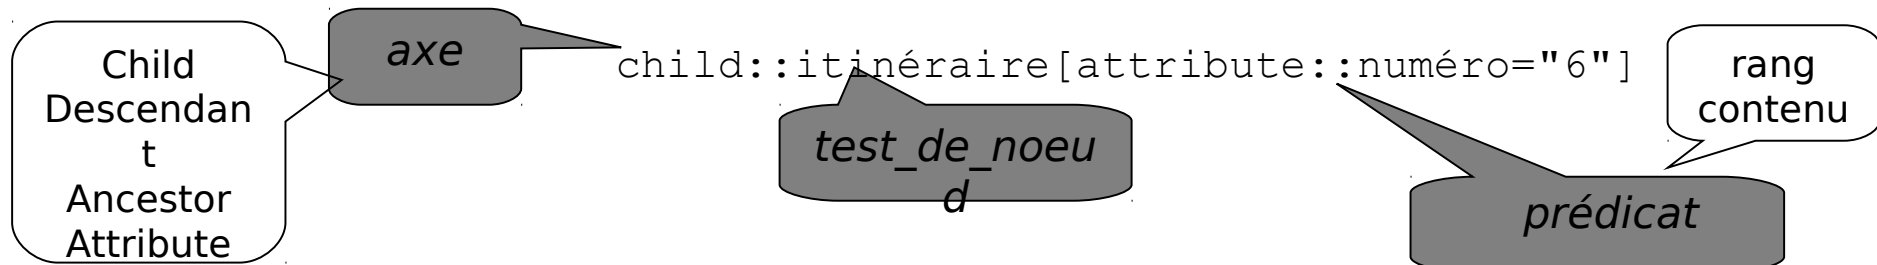 Child
Descendan
t
Ancestor
Attribute
axe
child::itinéraire[attribute::numéro="6"]
test_de_noeu
d
rang
contenu
prédicat